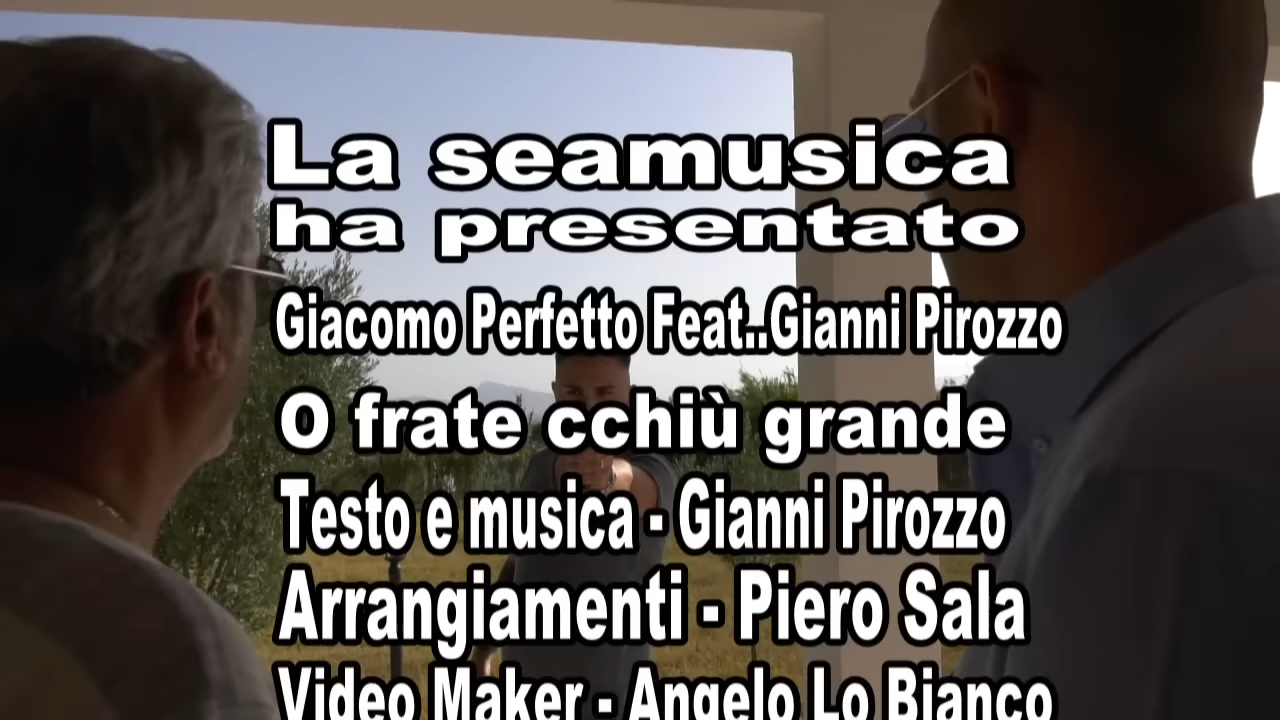 La seamusica
ha presentato
Giacomo Perfetto Feat..Gianni Pirozzo
O frate cchiù grande
Testo e musica - Gianni Pirozzo
Arrangiamenti - Piero Sala
Video Maker - Angelo Lo Bianco